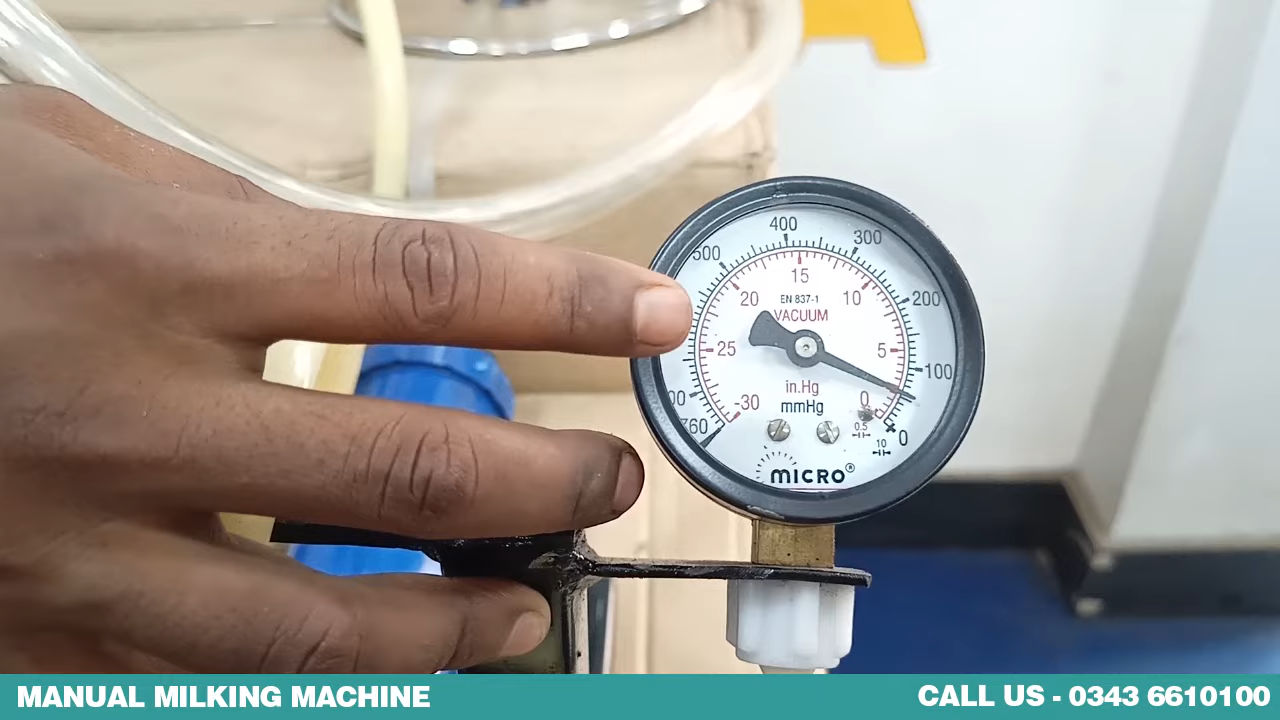 400
500
300
15
20
10
200
EN 837-1
VACUUM
25
5
100
in.Hg
-30
mmHg
0
760
0.5
0
10
MICRO®
MANUAL MILKING MACHINE
CALL US - 0343 6610100